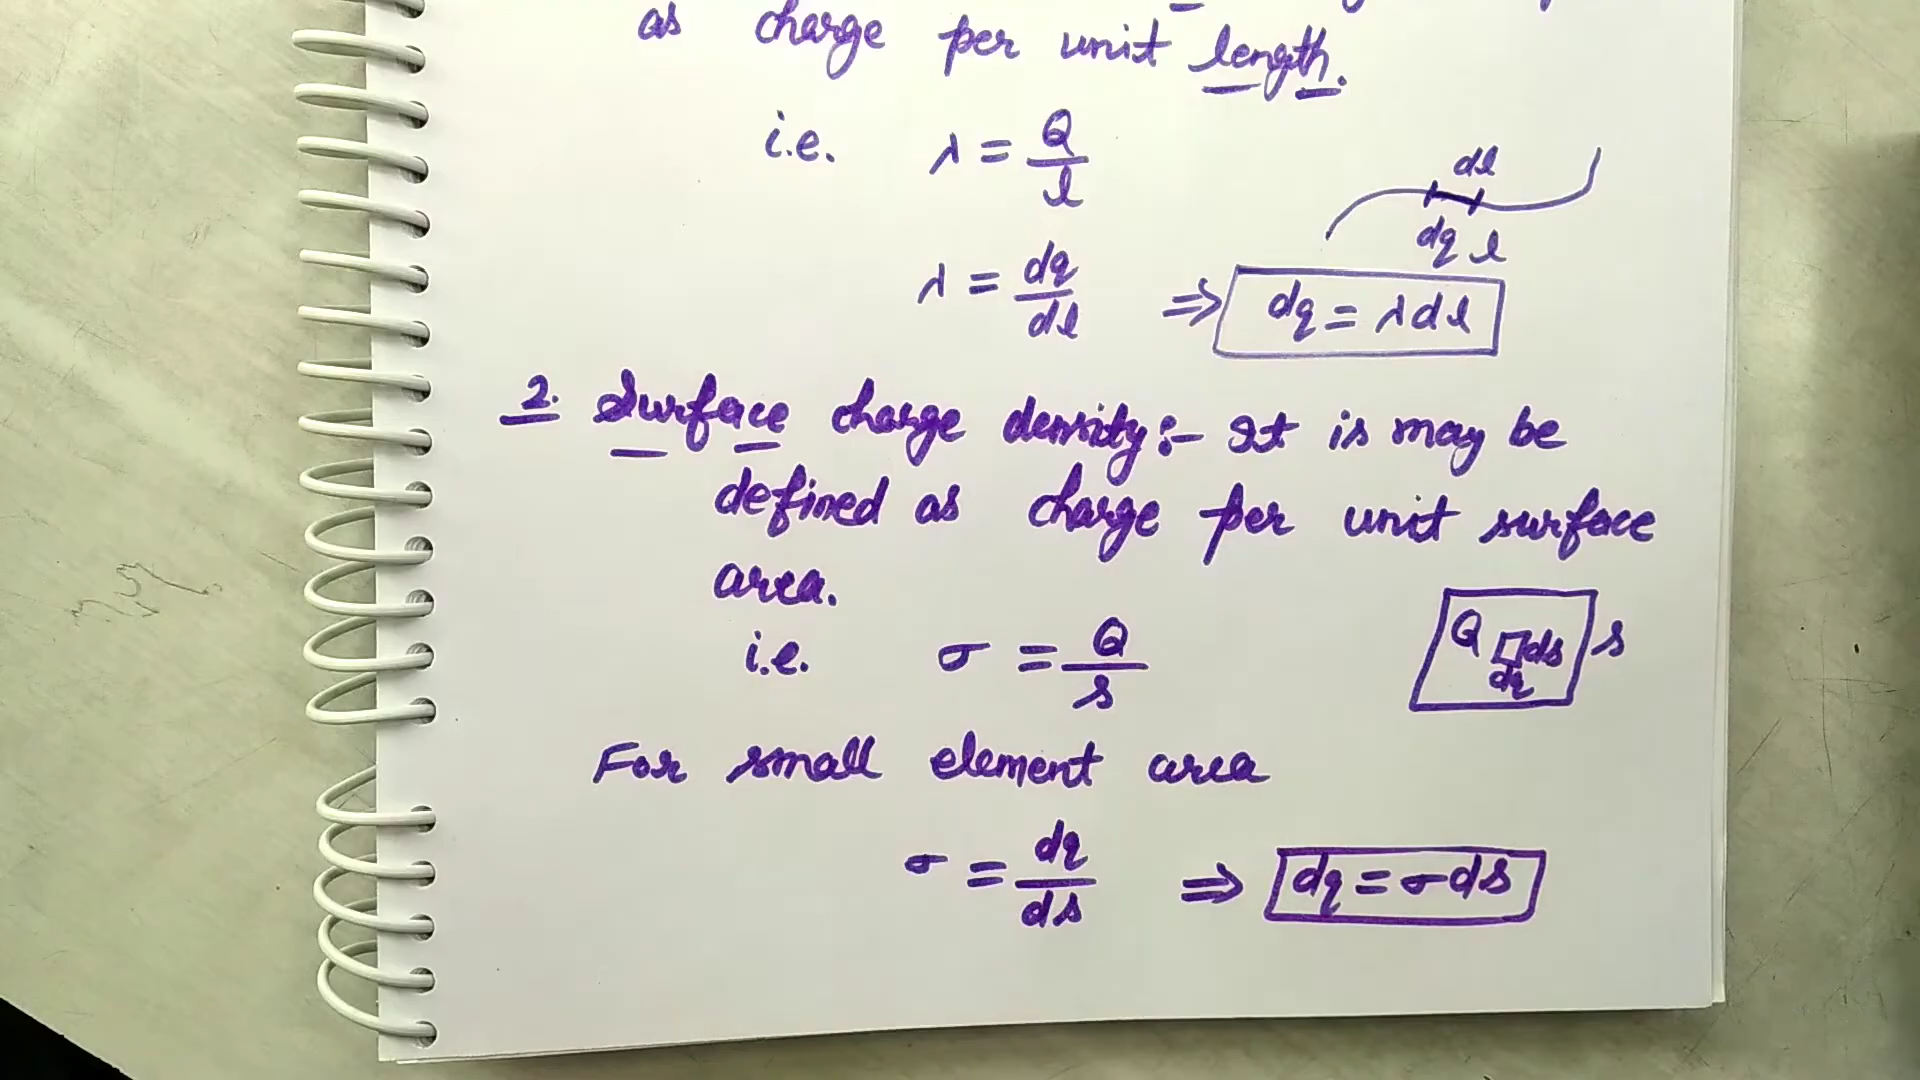 as charge per unit length.
i.e. λ = Q/l
dl
dq l
λ = dq/dl ⇒ dq = λdl
2. Surface charge density:- It is may be
defined as charge per unit surface
area.
i.e. σ = Q/s
Q ds s
dq
For small element area
σ = dq/ds ⇒ dq = σds